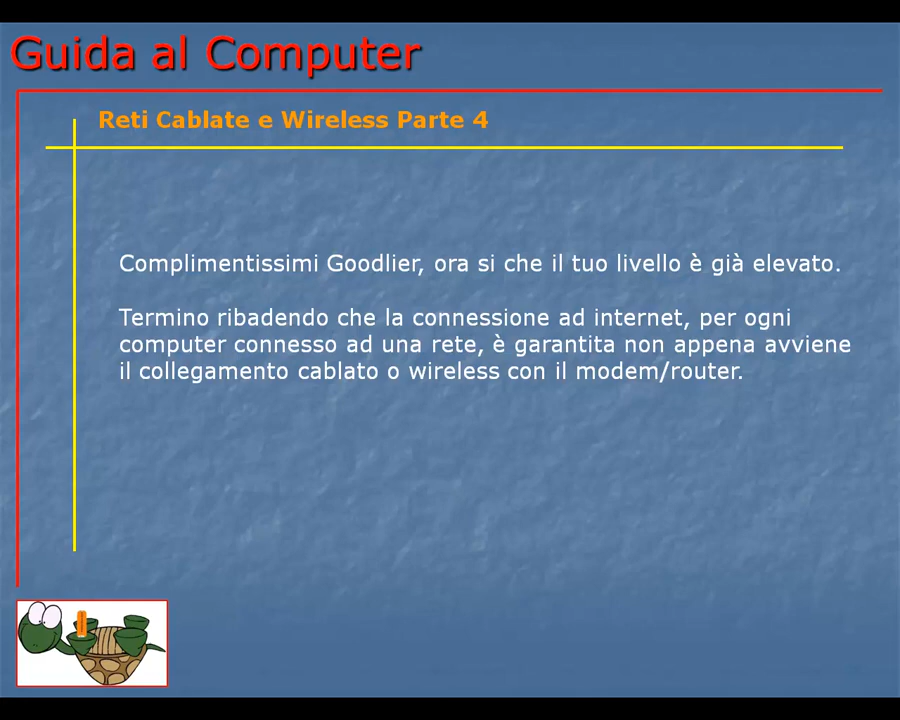 Guida al Computer
Reti Cablate e Wireless Parte 4
Complimentissimi Goodlier, ora si che il tuo livello è già elevato.
Termino ribadendo che la connessione ad internet, per ogni
computer connesso ad una rete, è garantita non appena avviene
il collegamento cablato o wireless con il modem/router.